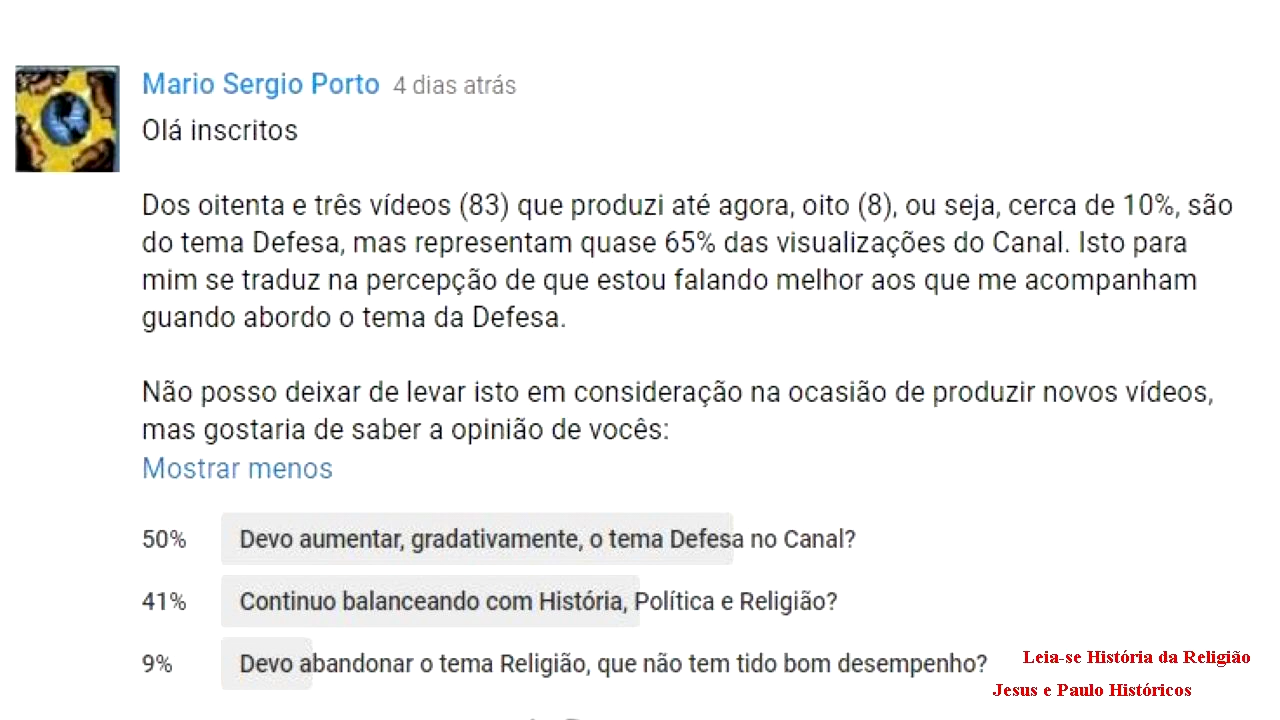 Mario Sergio Porto 4 dias atrás
Olá inscritos
Dos oitenta e três vídeos (83) que produzi até agora, oito (8), ou seja, cerca de 10%, são
do tema Defesa, mas representam quase 65% das visualizações do Canal. Isto para
mim se traduz na percepção de que estou falando melhor aos que me acompanham
guando abordo o tema da Defesa.
Não posso deixar de levar isto em consideração na ocasião de produzir novos vídeos,
mas gostaria de saber a opinião de vocês:
Mostrar menos
50% Devo aumentar, gradativamente, o tema Defesa no Canal?
41% Continuo balanceando com História, Política e Religião?
9% Devo abandonar o tema Religião, que não tem tido bom desempenho?
Leia-se História da Religião
Jesus e Paulo Históricos